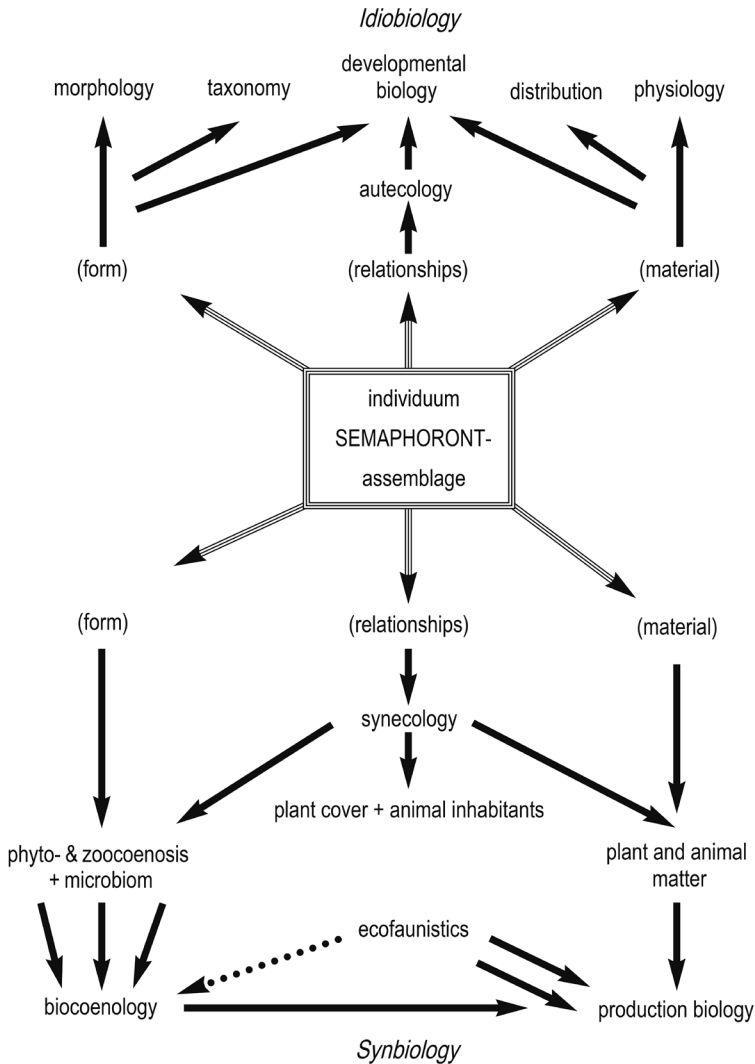 Idiobiology
developmental
biology
morphology
taxonomy
distribution
physiology
autecology
(form)
(relationships)
(material)
individuum
SEMAPHORONT-
assemblage
(form)
(relationships)
(material)
synecology
plant cover + animal inhabitants
phyto- & zoocoenosis
+ microbiom
plant and animal
matter
ecofaunistics
biocoenology
production biology
Synbiology